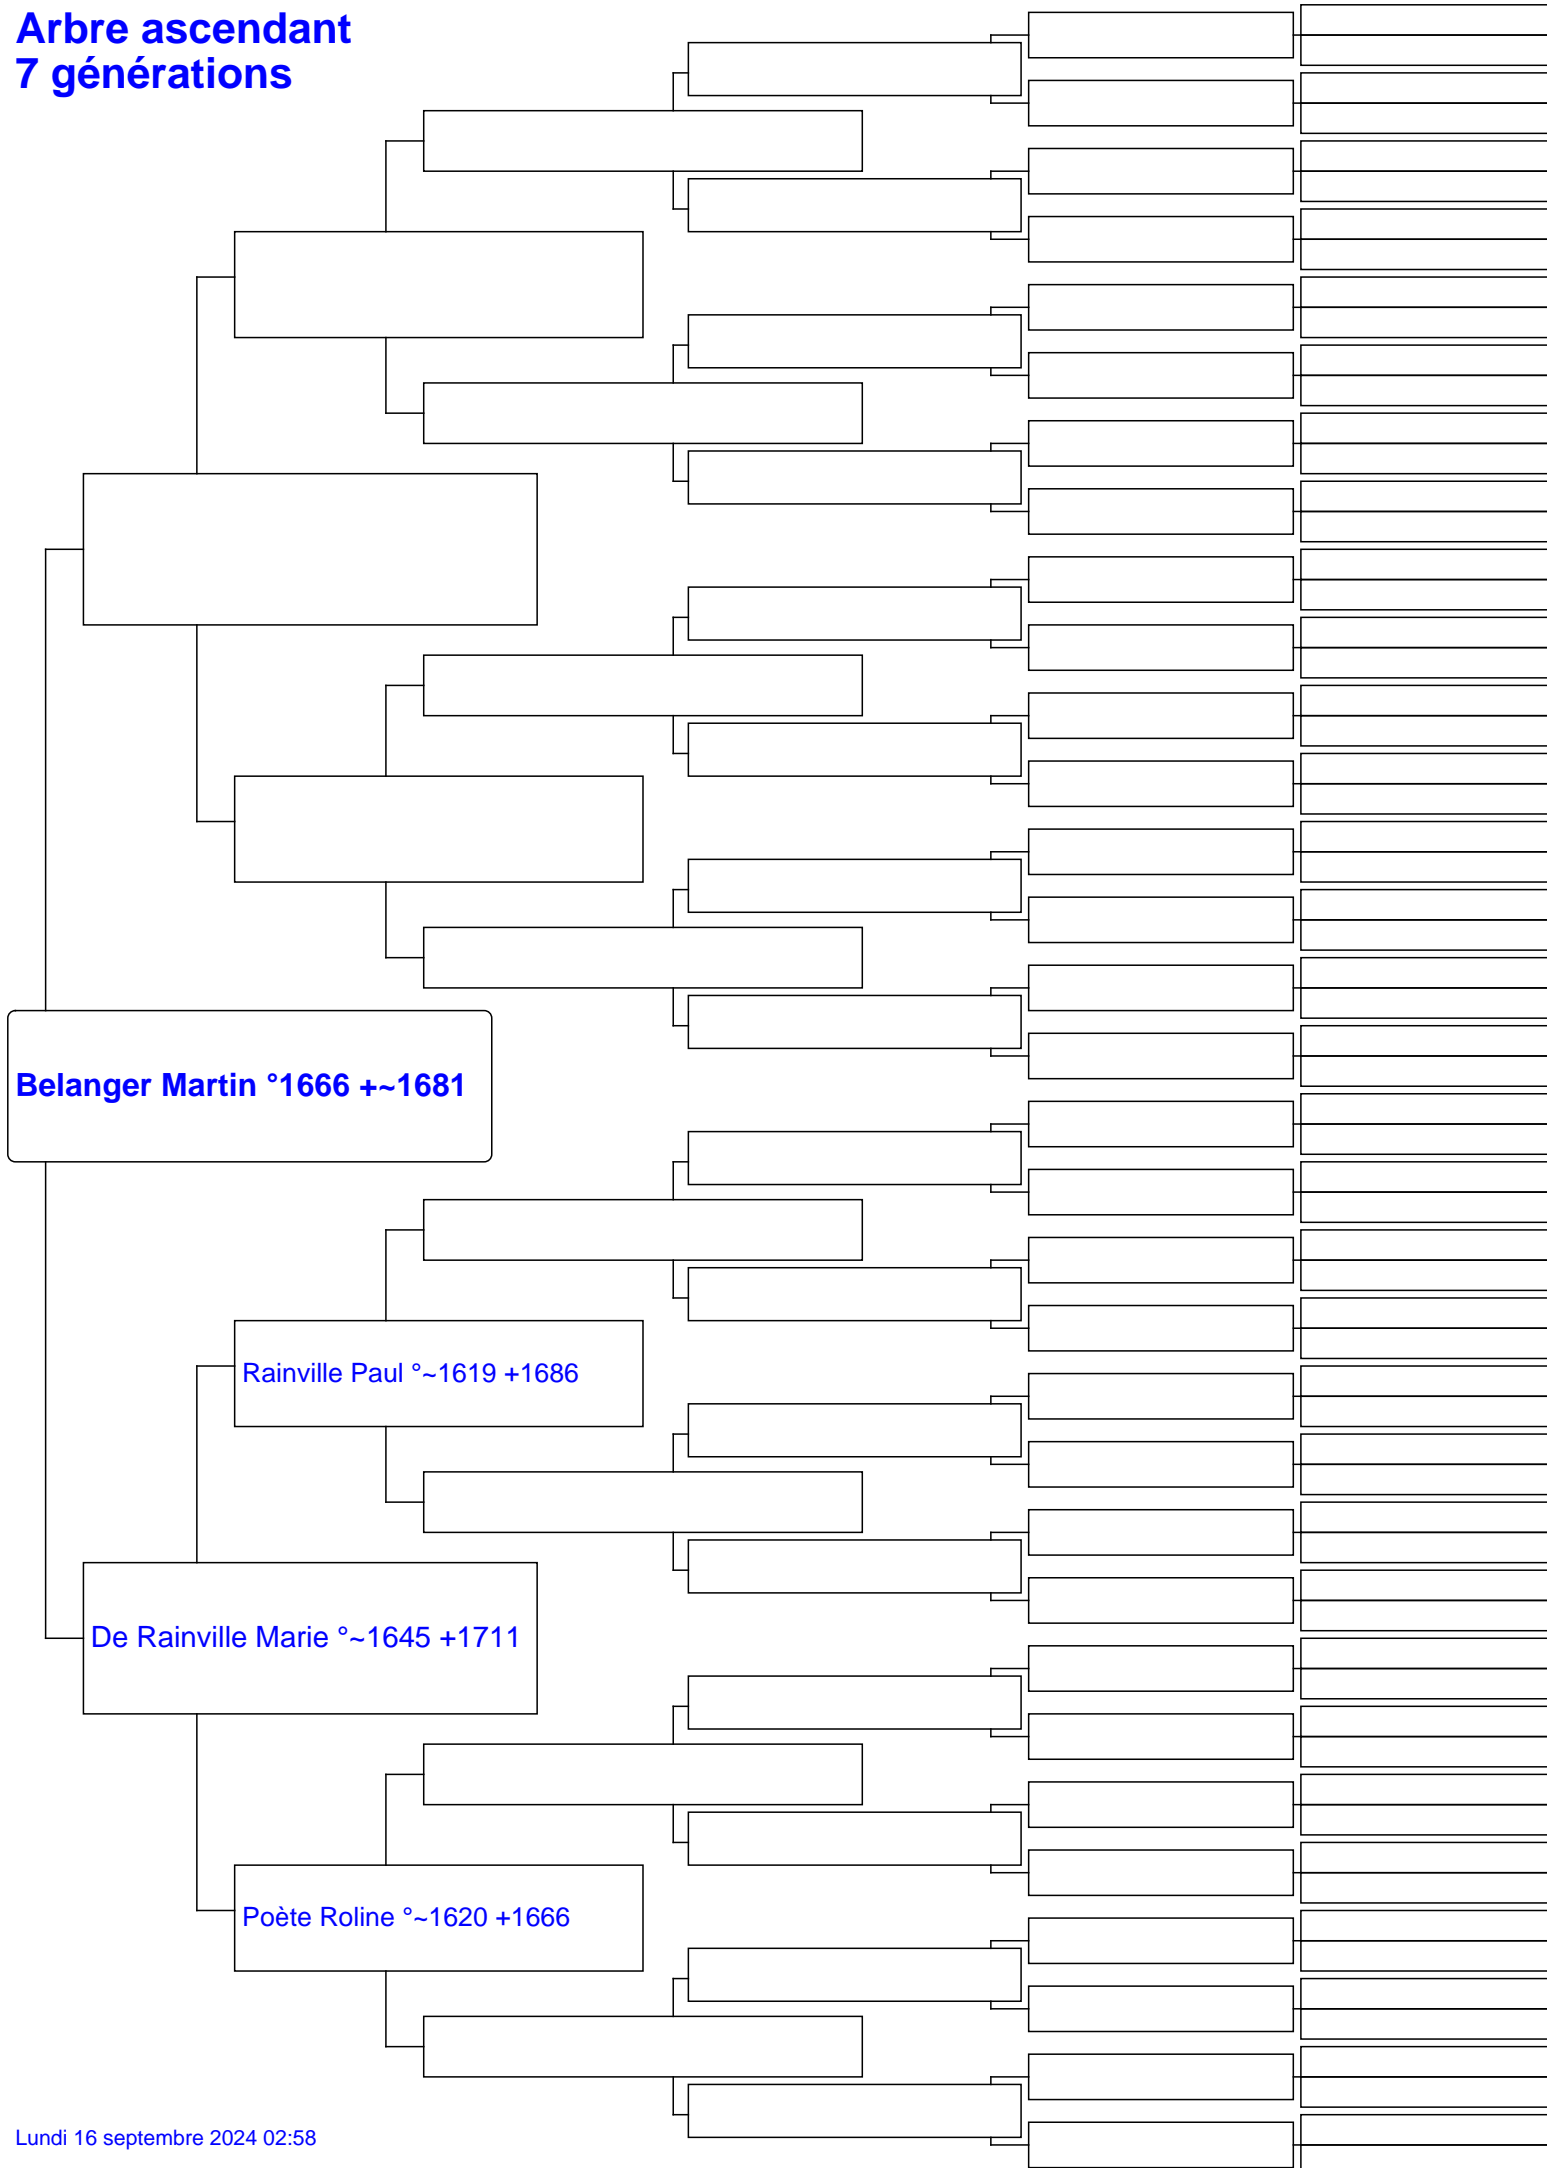 Arbre ascendant
7 générations
Belanger Martin °1666 +~1681
Rainville Paul °~1619 +1686
De Rainville Marie °~1645 +1711
Poète Roline °~1620 +1666
Lundi 16 septembre 2024 02:58